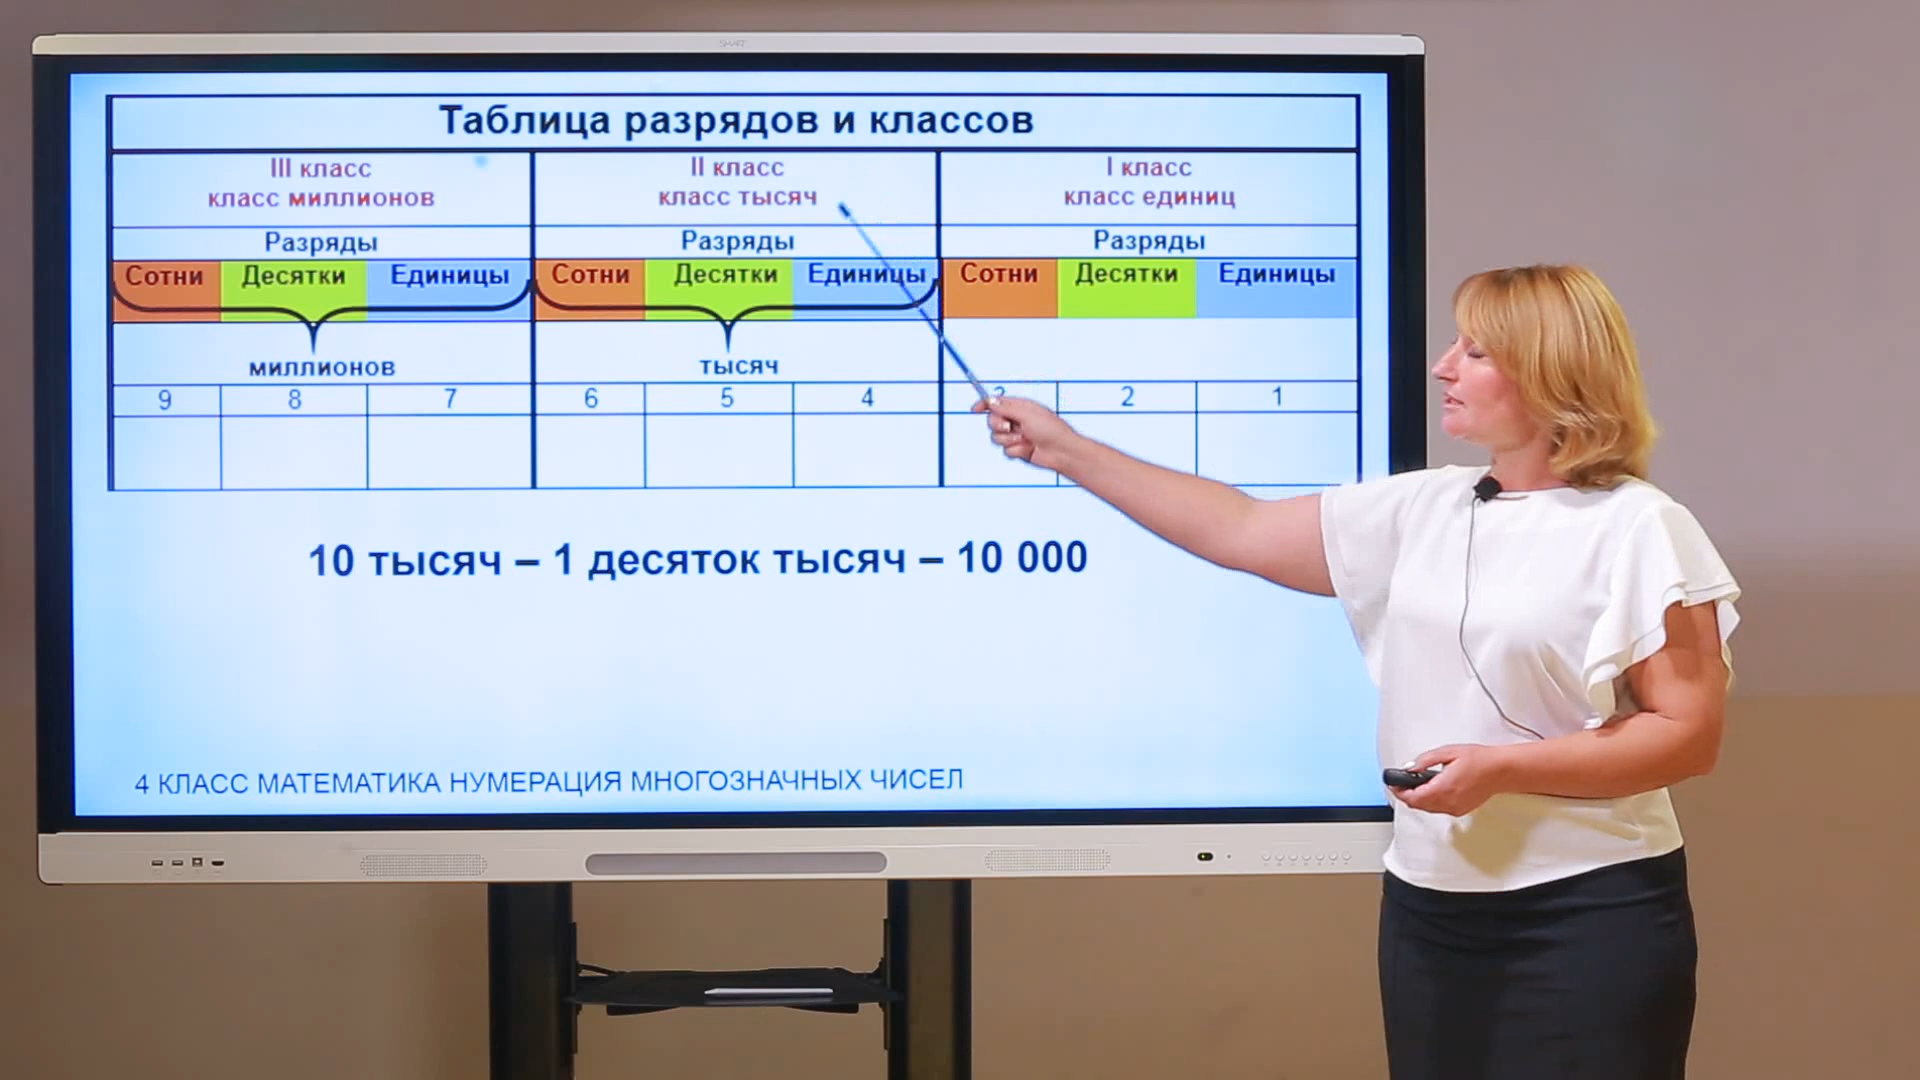 SMART
Таблица разрядов и классов
III класс II класс I класс
класс миллионов класс тысяч класс единиц
Разряды Разряды Разряды
Сотни Десятки Единицы Сотни Десятки Единицы Сотни Десятки Единицы
миллионов тысяч
9 8 7 6 5 4 3 2 1
10 тысяч – 1 десяток тысяч – 10 000
4 КЛАСС МАТЕМАТИКА НУМЕРАЦИЯ МНОГОЗНАЧНЫХ ЧИСЕЛ